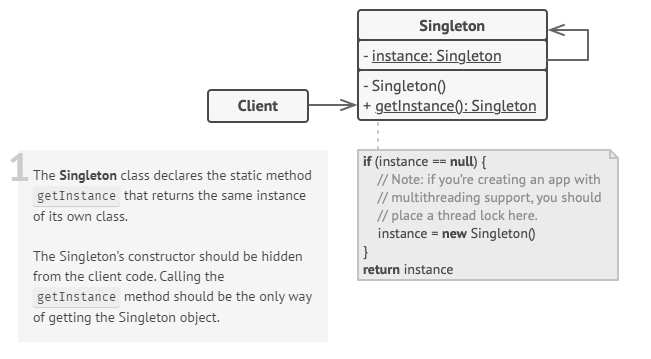 Singleton
- instance: Singleton
- Singleton()
+ getInstance(): Singleton
Client
1
The Singleton class declares the static method
getInstance that returns the same instance
of its own class.
The Singleton’s constructor should be hidden
from the client code. Calling the
getInstance method should be the only way
of getting the Singleton object.
if (instance == null) {
// Note: if you’re creating an app with
// multithreading support, you should
// place a thread lock here.
instance = new Singleton()
}
return instance